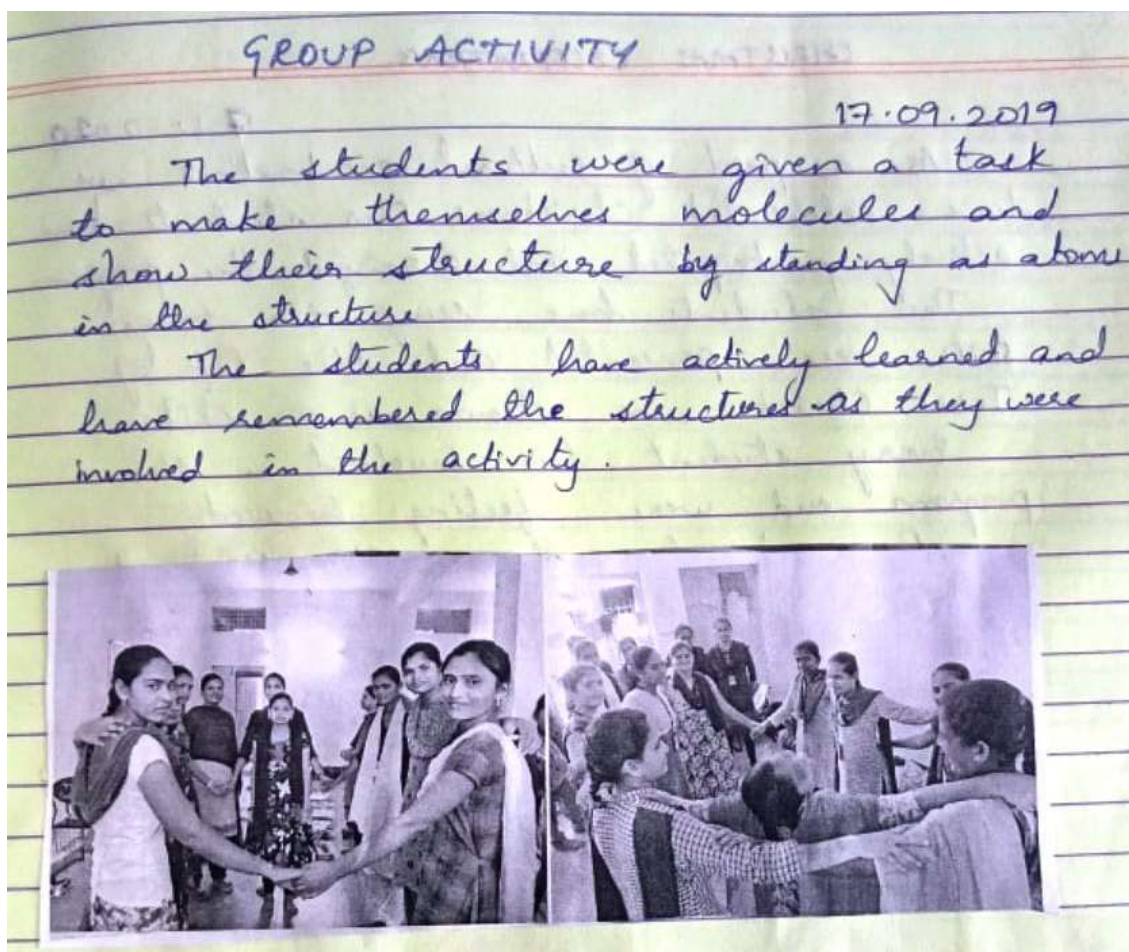 GROUP ACTIVITY
17.09.2019
The students were given a task
to make themselves molecules and
show their structure by standing as atoms
in the structure
The students have actively learned and
have remembered the structures as they were
involved in the activity.